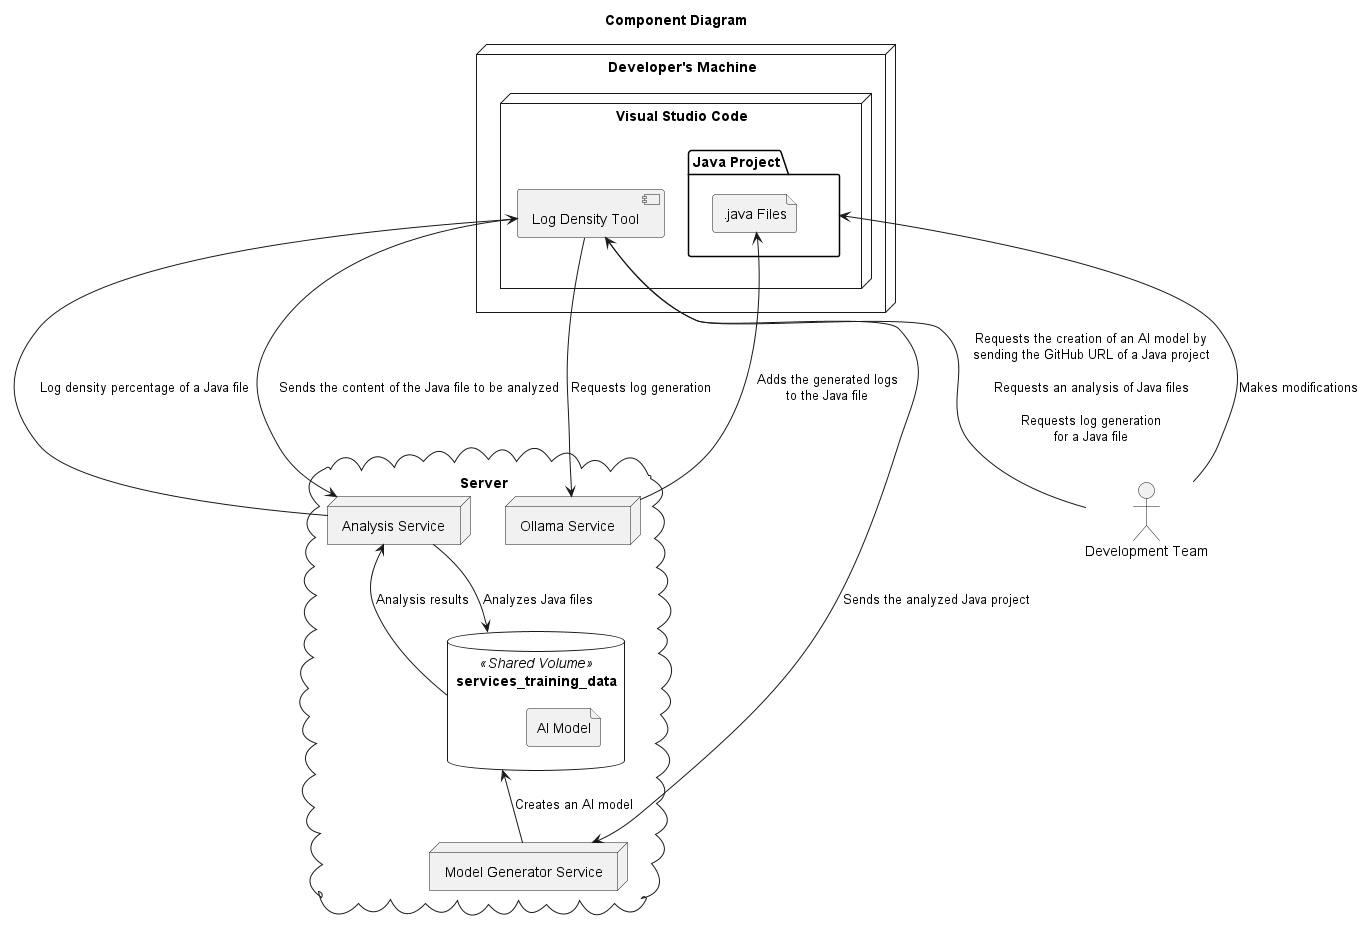 Component Diagram
Developer's Machine
Visual Studio Code
Java Project
Log Density Tool
.java Files
Requests the creation of an AI model by
sending the GitHub URL of a Java project
Requests an analysis of Java files
Requests log generation
for a Java file
Log density percentage of a Java file
Sends the content of the Java file to be analyzed
Requests log generation
Adds the generated logs
to the Java file
Makes modifications
Server
Analysis Service
Ollama Service
Development Team
Analysis results
Analyzes Java files
Sends the analyzed Java project
«Shared Volume»
services_training_data
AI Model
Creates an AI model
Model Generator Service